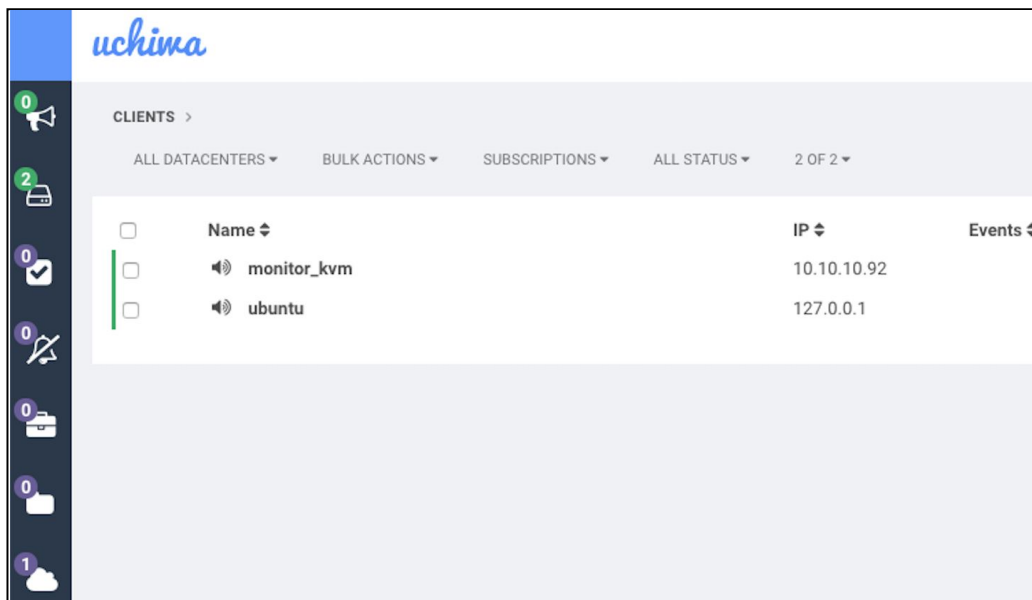 uchiwa
0
CLIENTS >
ALL DATACENTERS BULK ACTIONS SUBSCRIPTIONS ALL STATUS 2 OF 2
2
Name IP Events
0
monitor_kvm 10.10.10.92
ubuntu 127.0.0.1
0
0
0
1